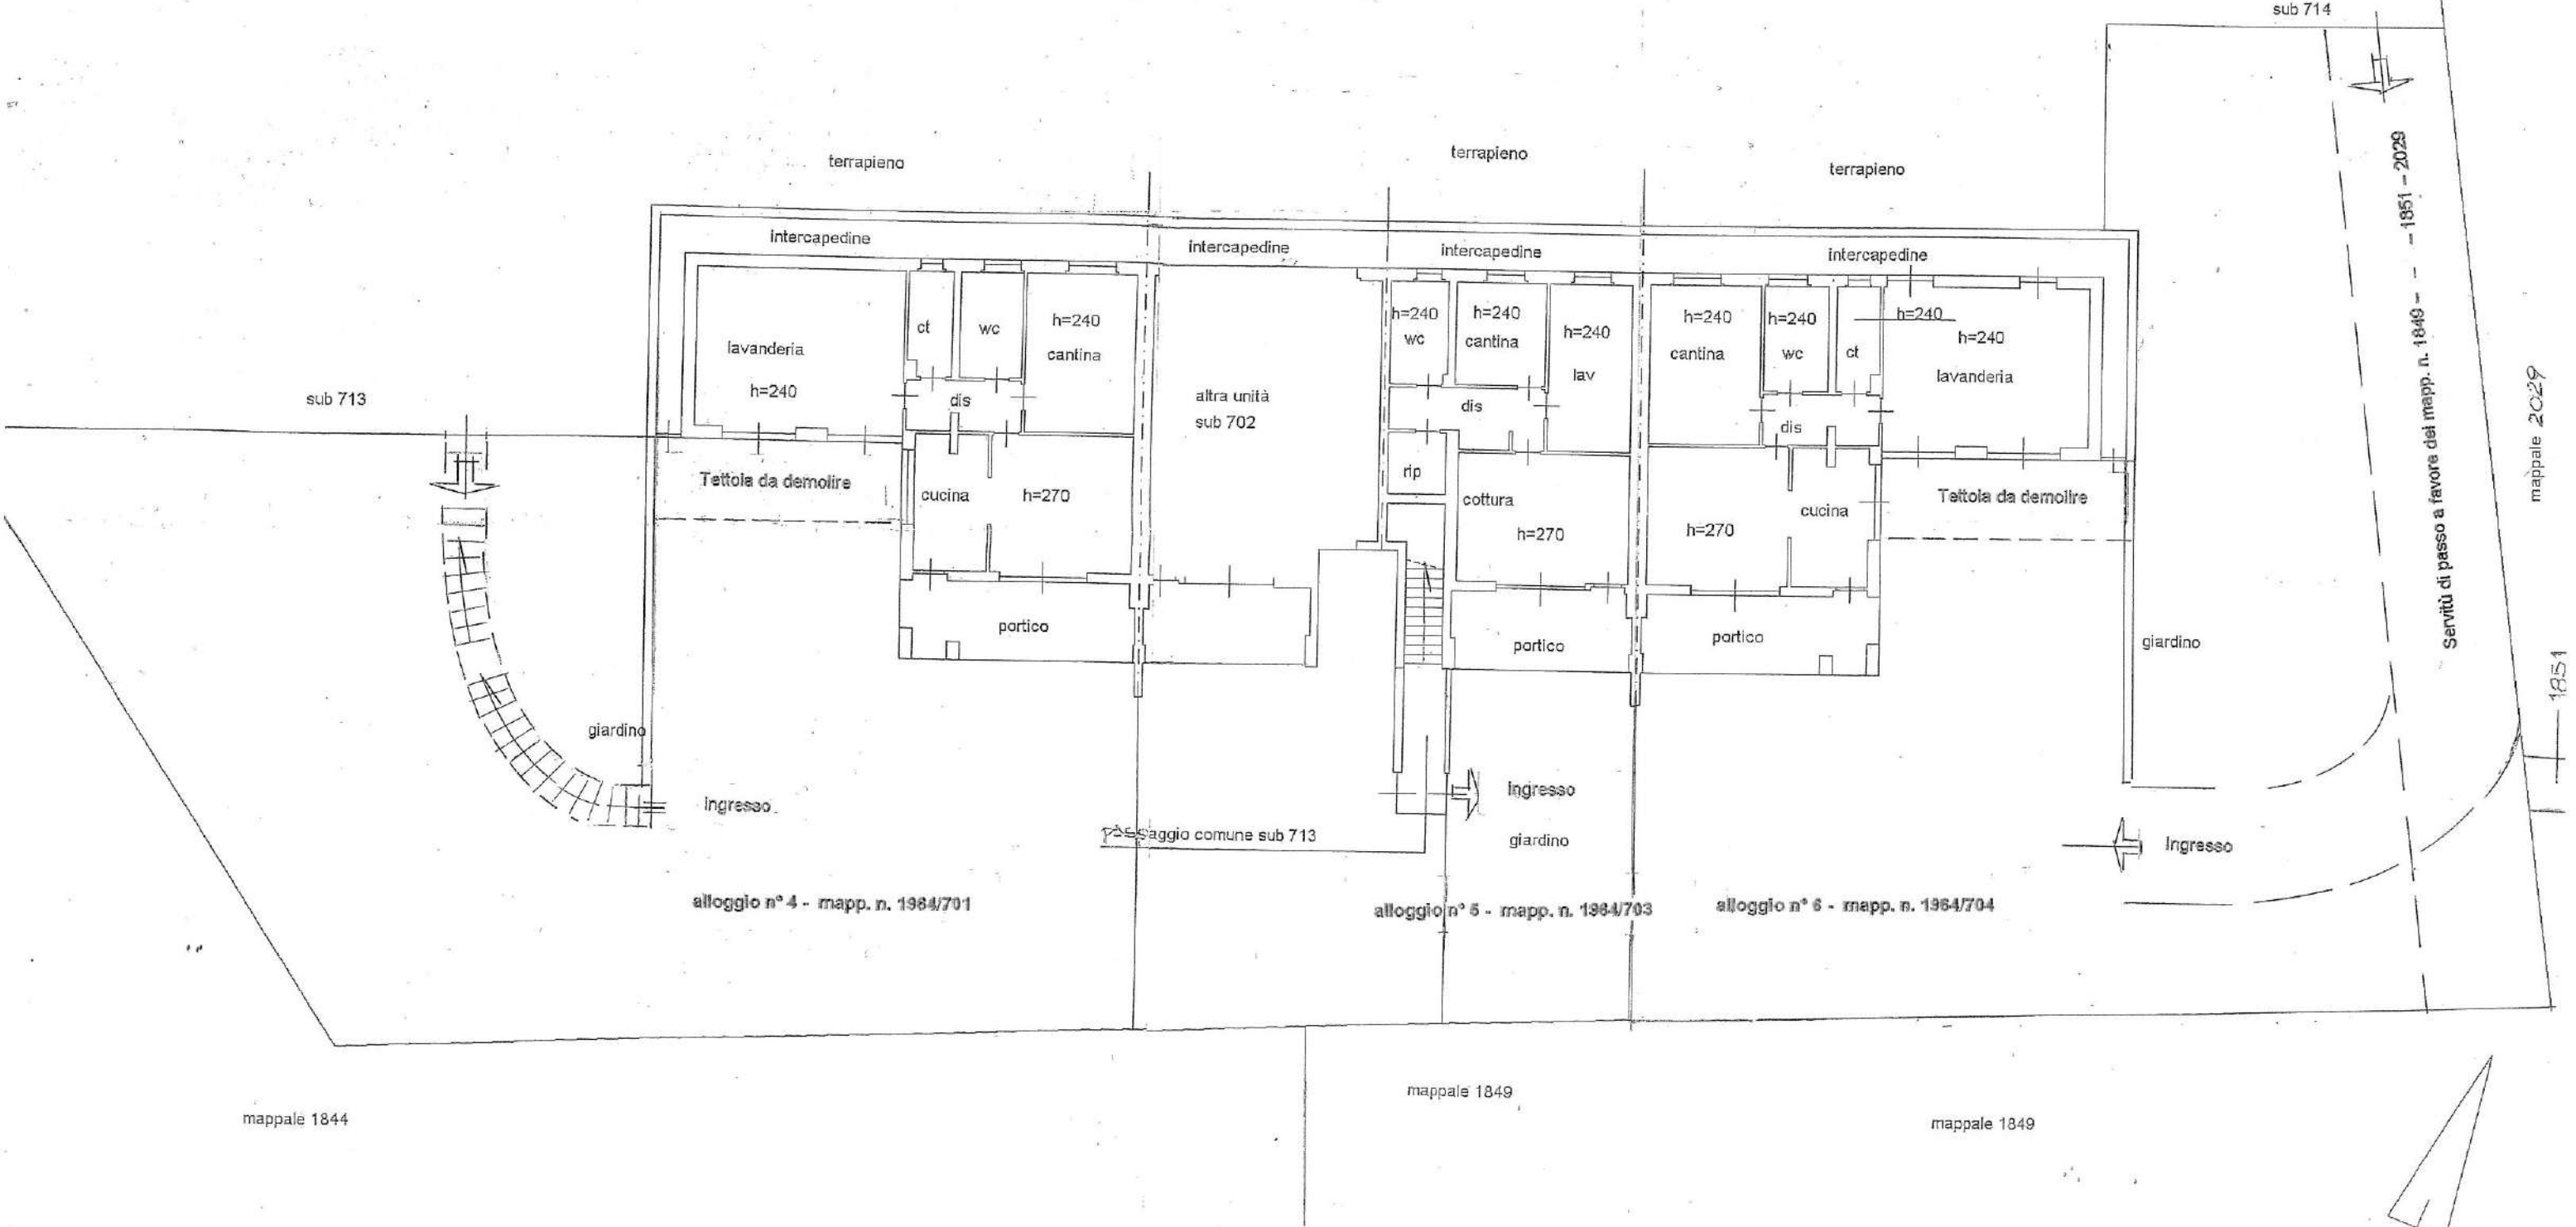 sub 714
terrapieno
terrapieno
terrapieno
intercapedine
intercapedine
intercapedine
intercapedine
lavanderia
h=240
ct
wc
h=240
cantina
dis
altra unità
sub 702
h=240
wc
h=240
cantina
h=240
lav
dis
rip
h=240
cantina
h=240
wc
ct
h=240
h=240
lavanderia
dis
sub 713
Tettoia da demolire
cucina
h=270
cottura
h=270
h=270
cucina
Tettoia da demolire
portico
portico
portico
giardino
Ingresso
passaggio comune sub 713
Ingresso
giardino
giardino
Ingresso
alloggio n° 4 - mapp. n. 1964/701
alloggio n° 5 - mapp. n. 1964/703
alloggio n° 6 - mapp. n. 1964/704
Servitù di passo a favore dei mapp. n. 1849 – – 1851 – 2029
mappale 2029
1851
mappale 1844
mappale 1849
mappale 1849